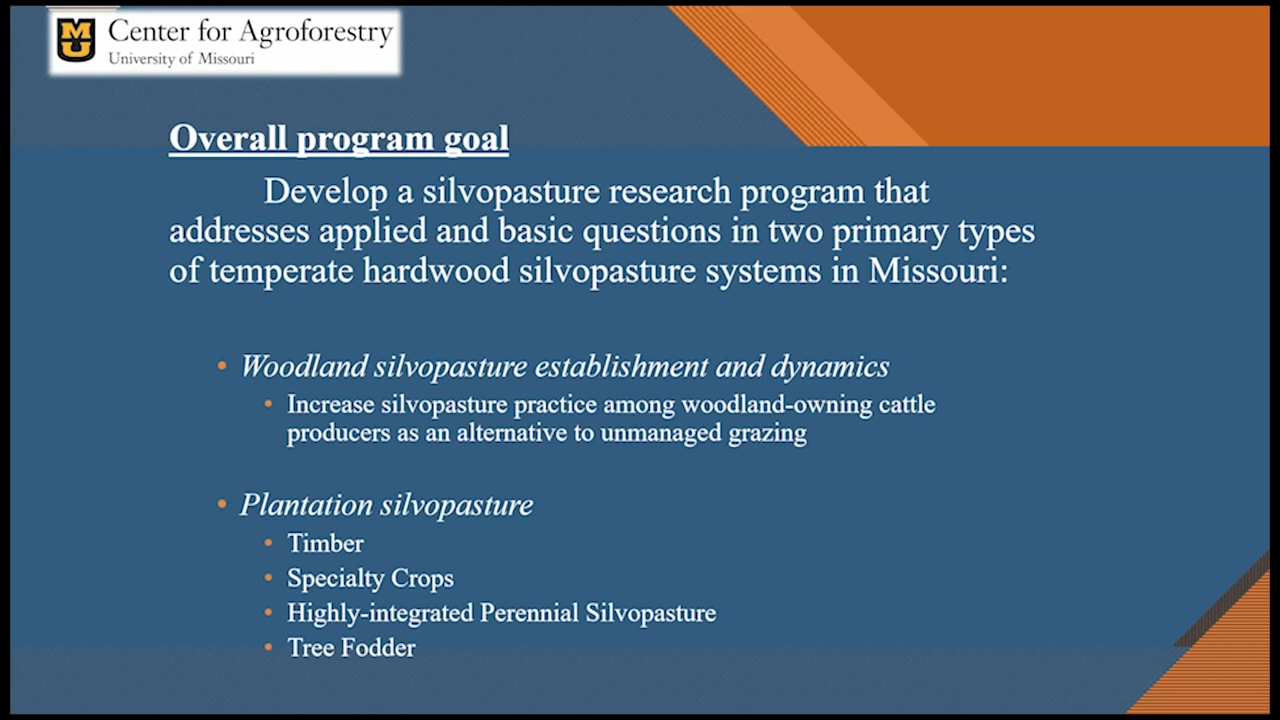 Center for Agroforestry
University of Missouri
Overall program goal
Develop a silvopasture research program that
addresses applied and basic questions in two primary types
of temperate hardwood silvopasture systems in Missouri:
• Woodland silvopasture establishment and dynamics
• Increase silvopasture practice among woodland-owning cattle
producers as an alternative to unmanaged grazing
• Plantation silvopasture
• Timber
• Specialty Crops
• Highly-integrated Perennial Silvopasture
• Tree Fodder